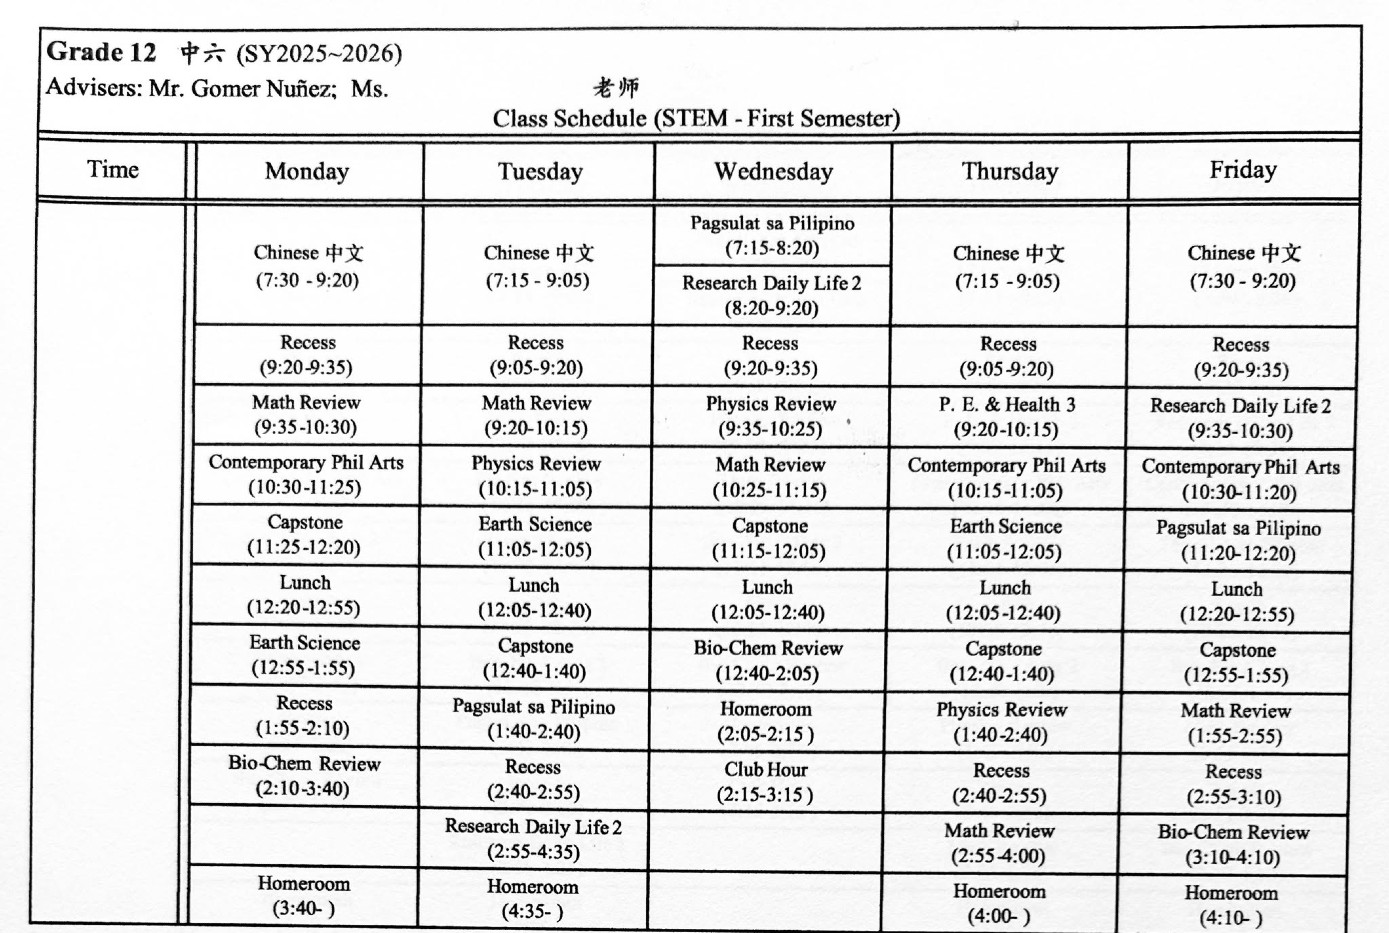 Grade 12 中六 (SY2025~2026)
Advisers: Mr. Gomer Nuñez; Ms. 老师
Class Schedule (STEM - First Semester)
Time Monday Tuesday Wednesday Thursday Friday
Chinese 中文
(7:30 - 9:20)
Chinese 中文
(7:15 - 9:05)
Pagsulat sa Pilipino
(7:15-8:20)
Research Daily Life 2
(8:20-9:20)
Chinese 中文
(7:15 - 9:05)
Chinese 中文
(7:30 - 9:20)
Recess Recess Recess Recess Recess
(9:20-9:35) (9:05-9:20) (9:20-9:35) (9:05-9:20) (9:20-9:35)
Math Review Math Review Physics Review P. E. & Health 3 Research Daily Life 2
(9:35-10:30) (9:20-10:15) (9:35-10:25) (9:20-10:15) (9:35-10:30)
Contemporary Phil Arts Physics Review Math Review Contemporary Phil Arts Contemporary Phil Arts
(10:30-11:25) (10:15-11:05) (10:25-11:15) (10:15-11:05) (10:30-11:20)
Capstone Earth Science Capstone Earth Science Pagsulat sa Pilipino
(11:25-12:20) (11:05-12:05) (11:15-12:05) (11:05-12:05) (11:20-12:20)
Lunch Lunch Lunch Lunch Lunch
(12:20-12:55) (12:05-12:40) (12:05-12:40) (12:05-12:40) (12:20-12:55)
Earth Science Capstone Bio-Chem Review Capstone Capstone
(12:55-1:55) (12:40-1:40) (12:40-2:05) (12:40-1:40) (12:55-1:55)
Recess Pagsulat sa Pilipino Homeroom Physics Review Math Review
(1:55-2:10) (1:40-2:40) (2:05-2:15 ) (1:40-2:40) (1:55-2:55)
Bio-Chem Review Recess Club Hour Recess Recess
(2:10-3:40) (2:40-2:55) (2:15-3:15 ) (2:40-2:55) (2:55-3:10)
Research Daily Life 2 Math Review Bio-Chem Review
(2:55-4:35) (2:55-4:00) (3:10-4:10)
Homeroom Homeroom Homeroom Homeroom
(3:40- ) (4:35- ) (4:00- ) (4:10- )